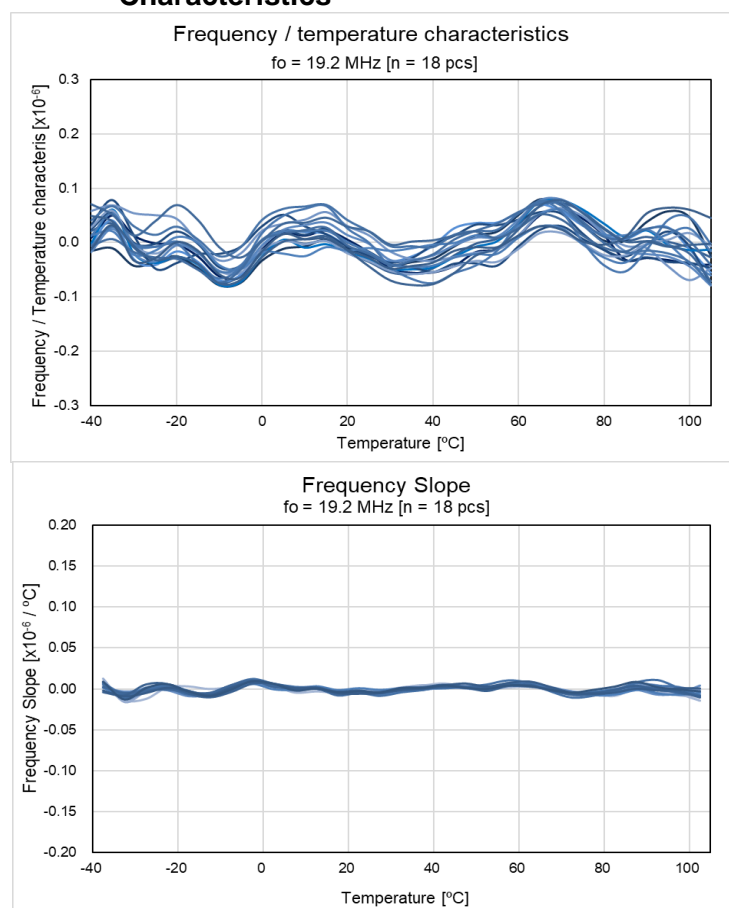 Characteristics
Frequency / temperature characteristics
fo = 19.2 MHz [n = 18 pcs]
Frequency / Temperature characteris [x10⁻⁶]
0.3
0.2
0.1
0.0
-0.1
-0.2
-0.3
-40 -20 0 20 40 60 80 100
Temperature [ºC]
Frequency Slope
fo = 19.2 MHz [n = 18 pcs]
Frequency Slope [x10⁻⁶ / ºC]
0.20
0.15
0.10
0.05
0.00
-0.05
-0.10
-0.15
-0.20
-40 -20 0 20 40 60 80 100
Temperature [ºC]